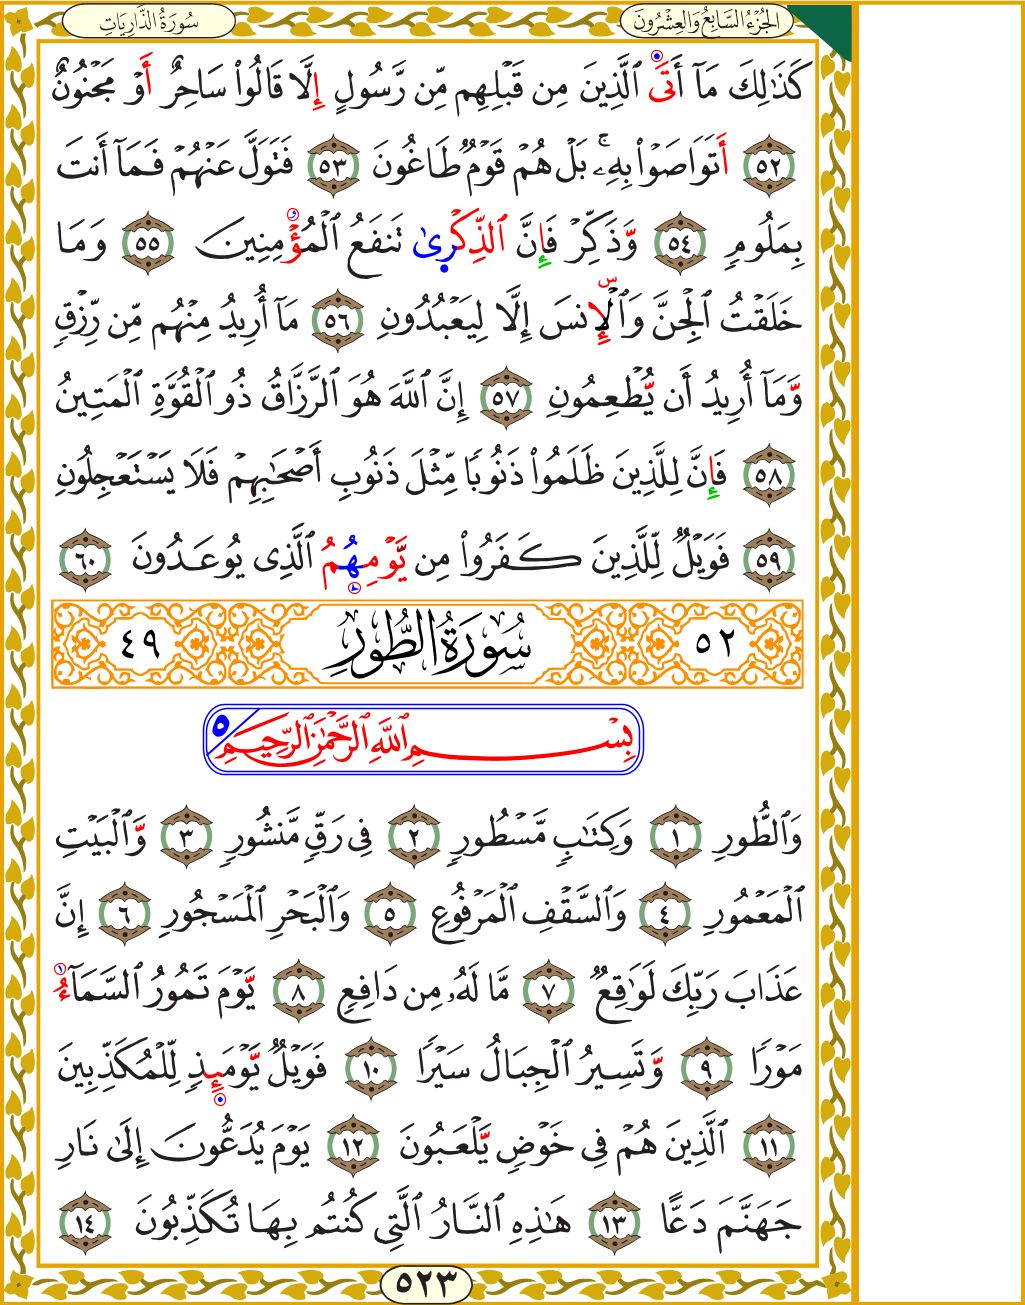 الجُزْءُ السَّابِعُ وَالعِشْرُونَ
سُورَةُ الذَّارِيَاتِ
كَذَٰلِكَ مَآ أَتَى ٱلَّذِينَ مِن قَبْلِهِم مِّن رَّسُولٍ إِلَّا قَالُوا۟ سَاحِرٌ أَوْ مَجْنُونٌ
٥٢ أَتَوَاصَوْا۟ بِهِۦ ۚ بَلْ هُمْ قَوْمٌ طَاغُونَ ٥٣ فَتَوَلَّ عَنْهُمْ فَمَآ أَنتَ
بِمَلُومٍ ٥٤ وَّذَكِّرْ فَإِنَّ ٱلذِّكْرِىٰ تَنفَعُ ٱلْمُؤْمِنِينَ ٥٥ وَمَا
خَلَقْتُ ٱلْجِنَّ وَٱلْإِنسَ إِلَّا لِيَعْبُدُونِ ٥٦ مَآ أُرِيدُ مِنْهُم مِّن رِّزْقٍ
وَّمَآ أُرِيدُ أَن يُّطْعِمُونِ ٥٧ إِنَّ ٱللَّهَ هُوَ ٱلرَّزَّاقُ ذُو ٱلْقُوَّةِ ٱلْمَتِينُ
٥٨ فَإِنَّ لِلَّذِينَ ظَلَمُوا۟ ذَنُوبًا مِّثْلَ ذَنُوبِ أَصْحَٰبِهِمْ فَلَا يَسْتَعْجِلُونِ
٥٩ فَوَيْلٌ لِّلَّذِينَ كَفَرُوا۟ مِن يَّوْمِهُمُ ٱلَّذِى يُوعَدُونَ ٦٠
٥٢ سُورَةُ الطُّورِ ٤٩
بِسْمِ ٱللَّهِ ٱلرَّحْمَٰنِ ٱلرَّحِيمِ ٥
وَٱلطُّورِ ١ وَكِتَٰبٍ مَّسْطُورٍ ٢ فِى رَقٍّ مَّنشُورٍ ٣ وَّٱلْبَيْتِ
ٱلْمَعْمُورِ ٤ وَٱلسَّقْفِ ٱلْمَرْفُوعِ ٥ وَٱلْبَحْرِ ٱلْمَسْجُورِ ٦ إِنَّ
عَذَابَ رَبِّكَ لَوَٰقِعٌ ٧ مَّا لَهُۥ مِن دَافِعٍ ٨ يَّوْمَ تَمُورُ ٱلسَّمَآءُ
مَوْرًا ٩ وَّتَسِيرُ ٱلْجِبَالُ سَيْرًا ١٠ فَوَيْلٌ يَّوْمَئِذٍ لِّلْمُكَذِّبِينَ
١١ ٱلَّذِينَ هُمْ فِى خَوْضٍ يَّلْعَبُونَ ١٢ يَوْمَ يُدَعُّونَ إِلَىٰ نَارِ
جَهَنَّمَ دَعًّا ١٣ هَٰذِهِ ٱلنَّارُ ٱلَّتِى كُنتُم بِهَا تُكَذِّبُونَ ١٤
٥٢٣